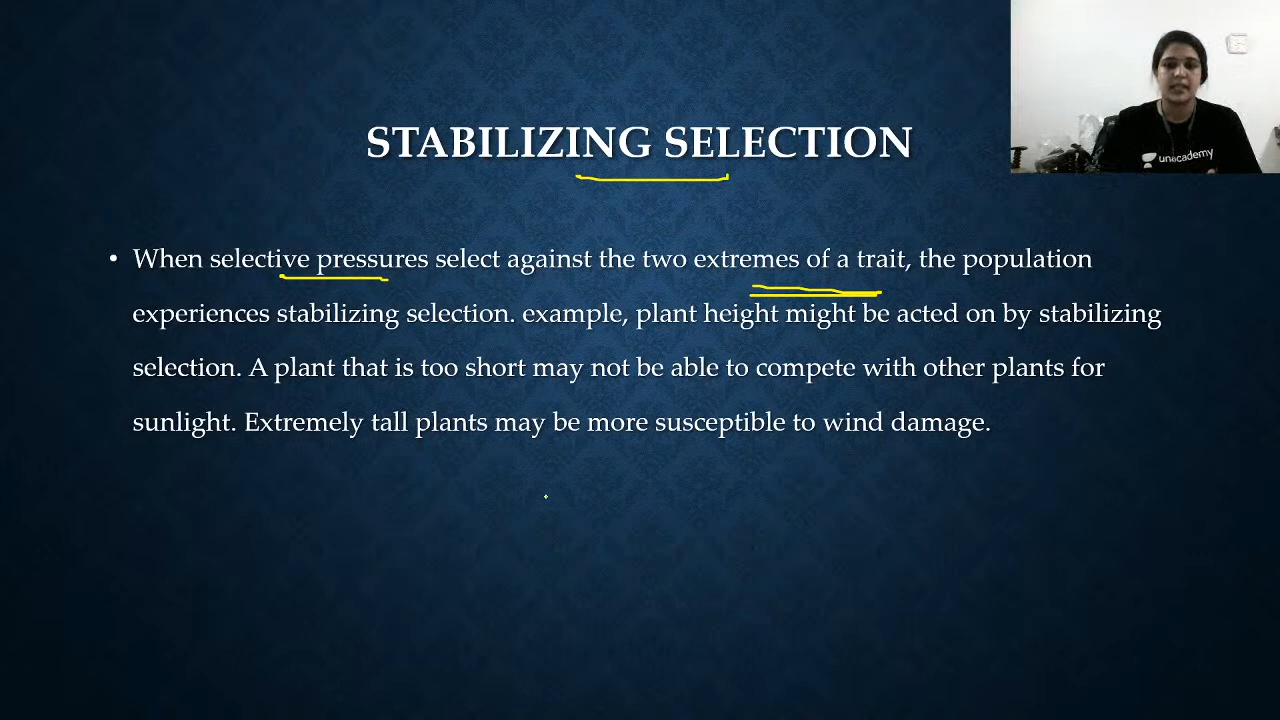 STABILIZING SELECTION
unacademy
• When selective pressures select against the two extremes of a trait, the population
experiences stabilizing selection. example, plant height might be acted on by stabilizing
selection. A plant that is too short may not be able to compete with other plants for
sunlight. Extremely tall plants may be more susceptible to wind damage.